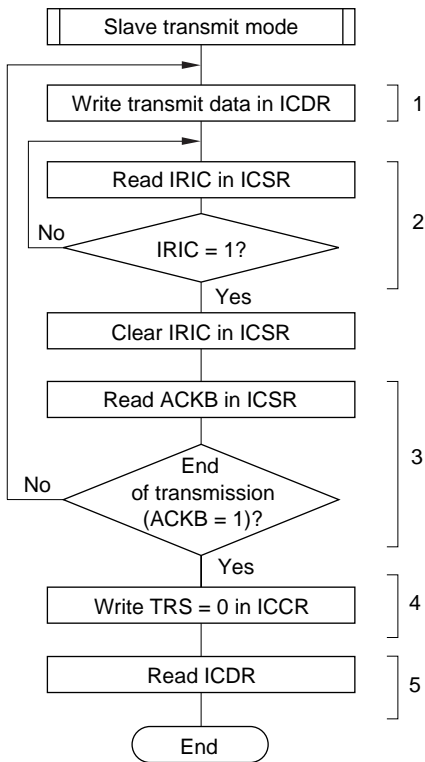 Slave transmit mode
Write transmit data in ICDR
1
Read IRIC in ICSR
2
No
IRIC = 1?
Yes
Clear IRIC in ICSR
Read ACKB in ICSR
3
End
No
of transmission
(ACKB = 1)?
Yes
Write TRS = 0 in ICCR
4
Read ICDR
5
End